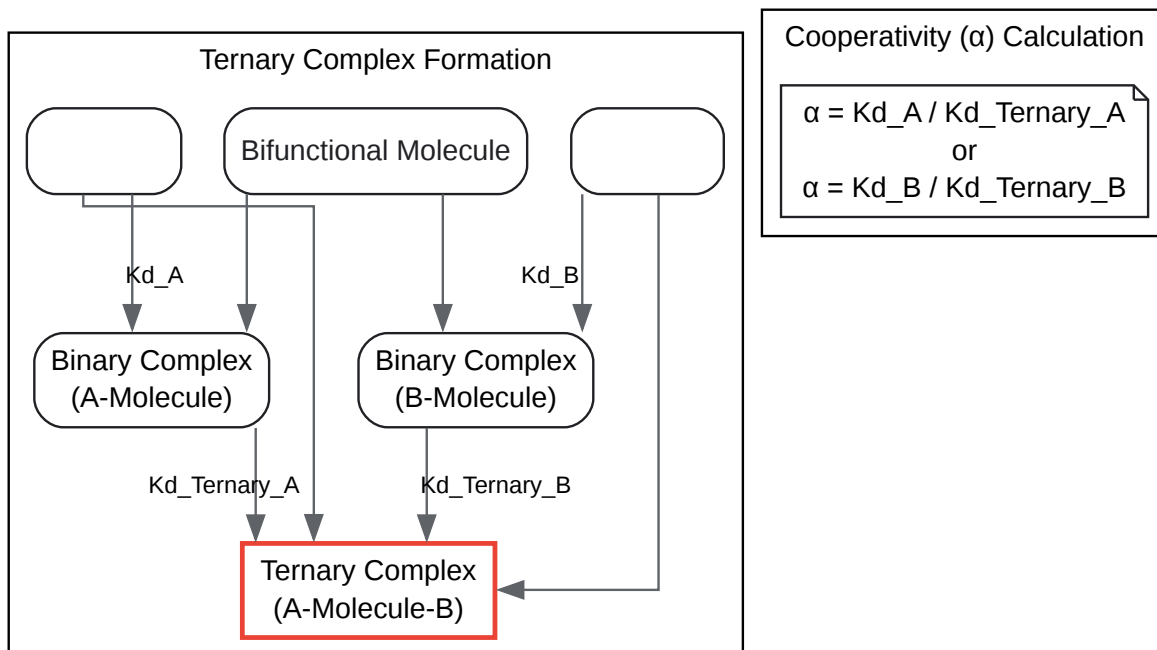 Ternary Complex Formation
Bifunctional Molecule
Kd_A
Kd_B
Binary Complex
(A-Molecule)
Binary Complex
(B-Molecule)
Kd_Ternary_A
Kd_Ternary_B
Ternary Complex
(A-Molecule-B)
Cooperativity (α) Calculation
α = Kd_A / Kd_Ternary_A
or
α = Kd_B / Kd_Ternary_B